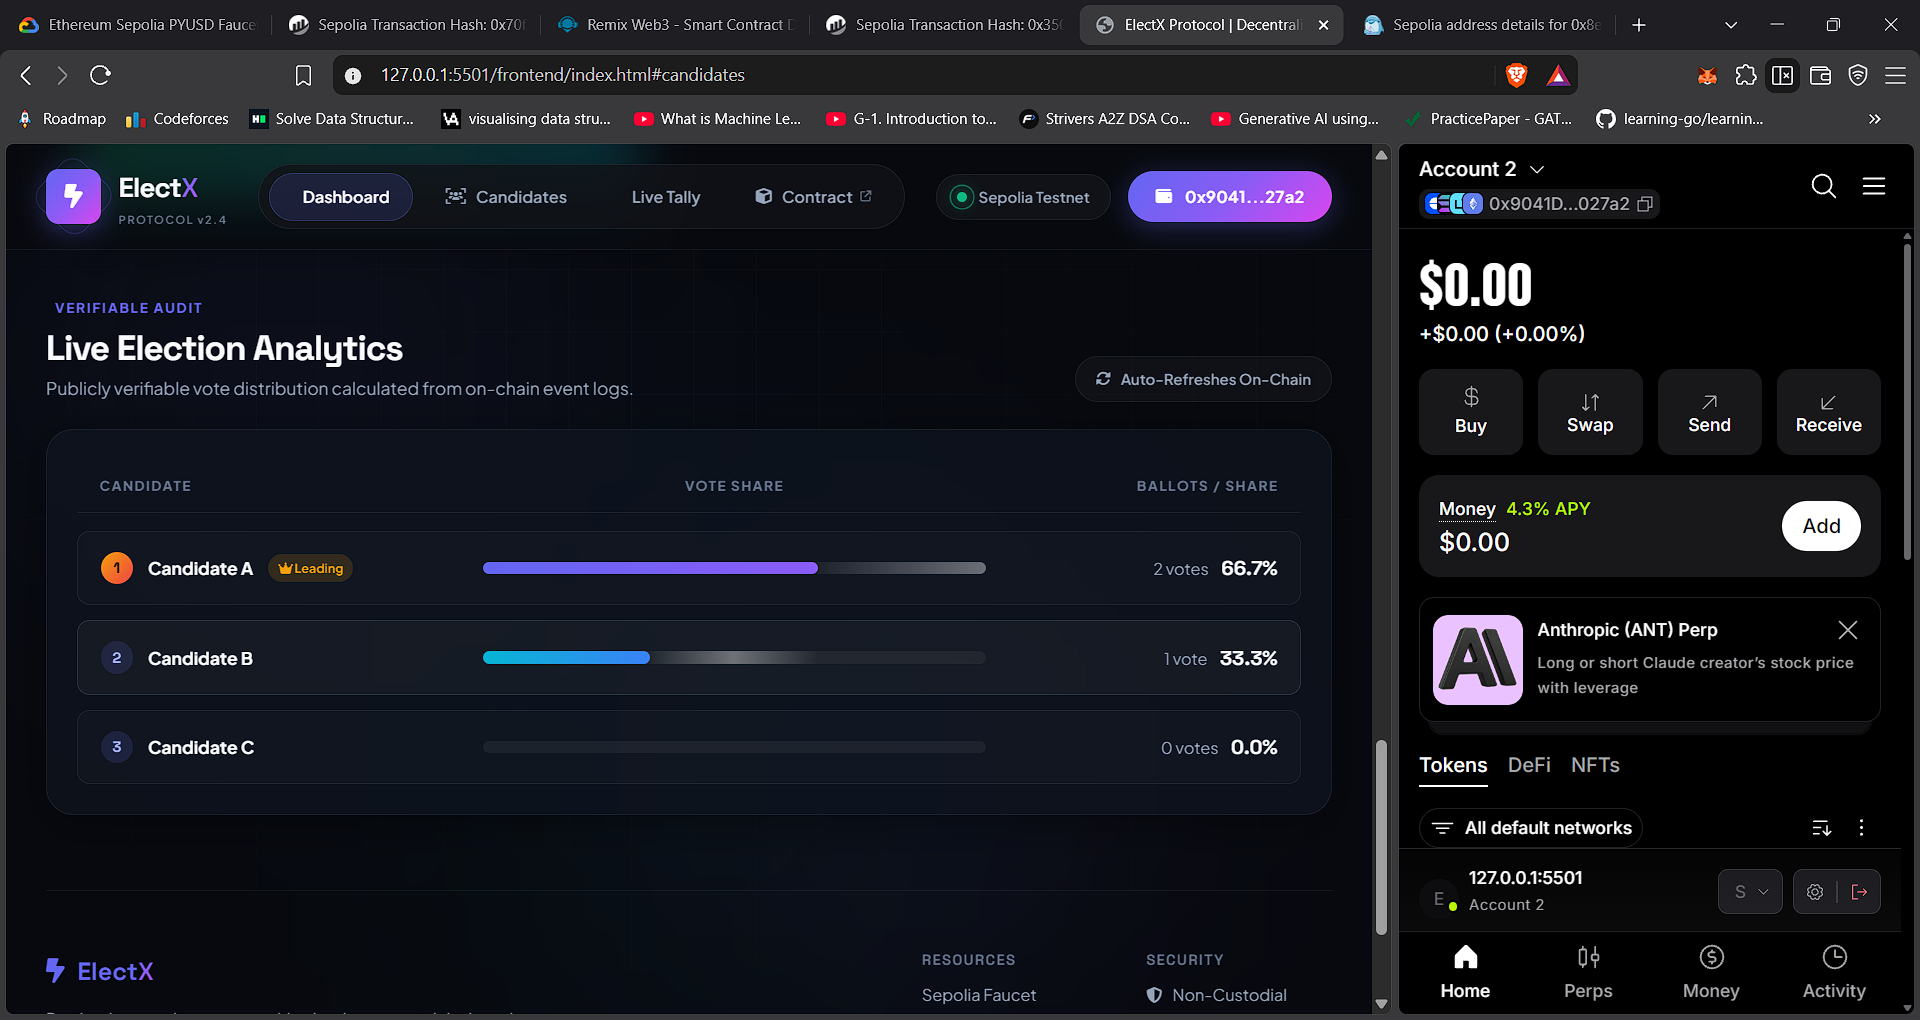 Ethereum Sepolia PYUSD Fauce
Sepolia Transaction Hash: 0x70f
Remix Web3 - Smart Contract D
Sepolia Transaction Hash: 0x350
ElectX Protocol | Decentrali
Sepolia address details for 0x8e
127.0.0.1:5501/frontend/index.html#candidates
Roadmap
Codeforces
Solve Data Structur...
visualising data stru...
What is Machine Le...
G-1. Introduction to...
Strivers A2Z DSA Co...
Generative AI using...
PracticePaper - GAT...
learning-go/learnin...
ElectX
PROTOCOL V2.4
Dashboard
Candidates
Live Tally
Contract
Sepolia Testnet
0x9041...27a2
VERIFIABLE AUDIT
Live Election Analytics
Publicly verifiable vote distribution calculated from on-chain event logs.
Auto-Refreshes On-Chain
CANDIDATE VOTE SHARE BALLOTS / SHARE
1 Candidate A Leading 2 votes 66.7%
2 Candidate B 1 vote 33.3%
3 Candidate C 0 votes 0.0%
ElectX
RESOURCES
Sepolia Faucet
SECURITY
Non-Custodial
Account 2
0x9041D...027a2
$0.00
+$0.00 (+0.00%)
Buy
Swap
Send
Receive
Money 4.3% APY
$0.00
Add
Anthropic (ANT) Perp
Long or short Claude creator's stock price
with leverage
Tokens DeFi NFTs
All default networks
E
127.0.0.1:5501
Account 2
S
Home
Perps
Money
Activity